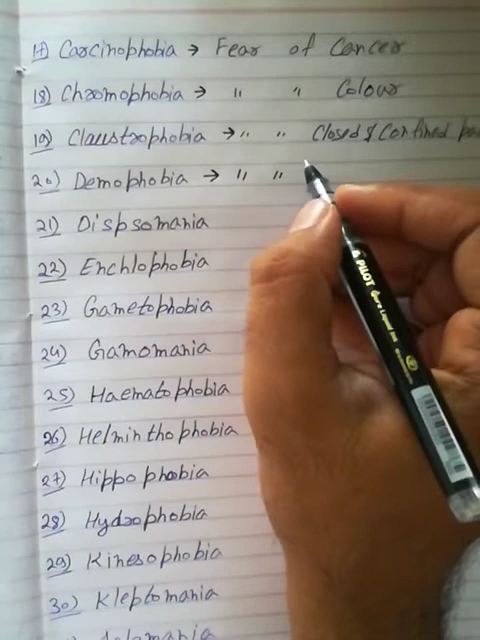 17) Carcinophobia → Fear of Cancer
18) Chromophobia → " " Colour
19) Claustrophobia → " " Closed & Confined
20) Demophobia → " "
21) Dispsomania
22) Enchlophobia
23) Gametophobia
24) Gamomania
25) Haematophobia
26) Helminthophobia
27) Hippophobia
28) Hydrophobia
29) Kinesophobia
30) Kleptomania
PILOT